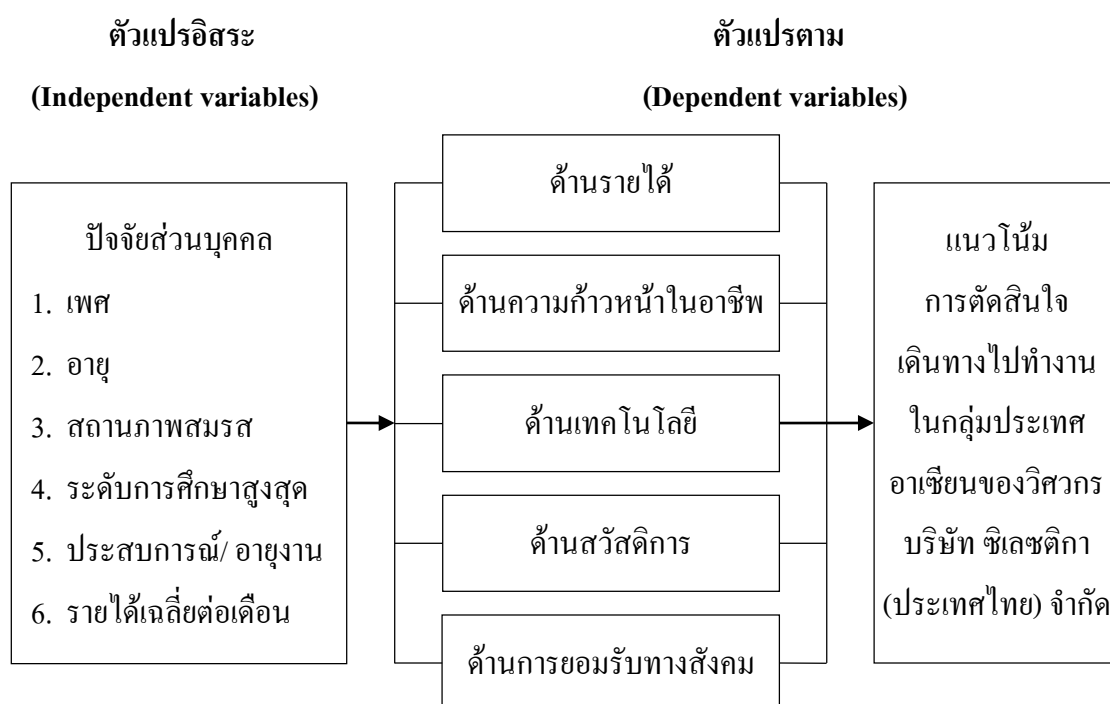 ตัวแปรอิสระ
(Independent variables)
ตัวแปรตาม
(Dependent variables)
ปัจจัยส่วนบุคคล
1. เพศ
2. อายุ
3. สถานภาพสมรส
4. ระดับการศึกษาสูงสุด
5. ประสบการณ์/ อายุงาน
6. รายได้เฉลี่ยต่อเดือน
ด้านรายได้
ด้านความก้าวหน้าในอาชีพ
ด้านเทคโนโลยี
ด้านสวัสดิการ
ด้านการยอมรับทางสังคม
แนวโน้ม
การตัดสินใจ
เดินทางไปทำงาน
ในกลุ่มประเทศ
อาเซียนของวิศวกร
บริษัท ซิเลซติกา
(ประเทศไทย) จำกัด